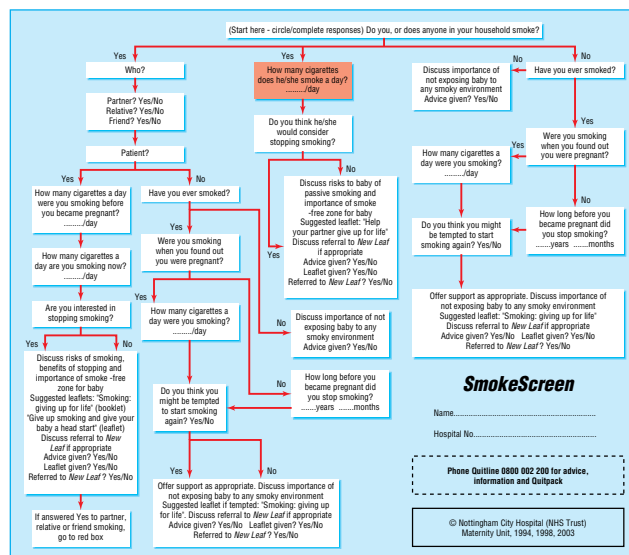 (Start here - circle/complete responses) Do you, or does anyone in your household smoke?
Yes
Yes
No
Who?
Partner? Yes/No
Relative? Yes/No
Friend? Yes/No
Patient?
Yes
No
How many cigarettes a day
were you smoking before
you became pregnant?
......../day
How many cigarettes a
day are you smoking now?
......../day
Are you interested in
stopping smoking?
Yes
No
Discuss risks of smoking,
benefits of stopping and
importance of smoke -free
zone for baby
Suggested leaflets: "Smoking:
giving up for life" (booklet)
"Give up smoking and give your
baby a head start" (leaflet)
Discuss referral to New
Leaf if appropriate
Advice given? Yes/No
Leaflet given? Yes/No
Referred to New Leaf ? Yes/No
If answered Yes to partner,
relative or friend smoking,
go to red box
Have you ever smoked?
Yes
Were you smoking
when you found out
you were pregnant?
Yes
How many cigarettes a
day were you smoking?
......../day
Do you think you
might be tempted
to start smoking
again? Yes/No
Yes
No
Offer support as appropriate. Discuss importance of
not exposing baby to any smoky environment
Suggested leaflet if tempted: "Smoking: giving up
for life". Discuss referral to New Leaf if appropriate
Advice given? Yes/No Leaflet given? Yes/No
Referred to New Leaf ? Yes/No
How many cigarettes
does he/she smoke a day?
........./day
Do you think he/she
would consider
stopping smoking?
Yes
No
Discuss risks to baby of
passive smoking and
importance of smoke
-free zone for baby
Suggested leaflet: "Help
your partner give up for life"
Discuss referral to New Leaf
if appropriate
Advice given? Yes/No
Leaflet given? Yes/No
Referred to New Leaf ? Yes/No
No
Discuss importance of
not exposing baby to any
smoky environment
Advice given? Yes/No
No
How long before you
became pregnant did
you stop smoking?
......years ......months
Have you ever smoked?
No
Discuss importance of
not exposing baby to
any smoky environment
Advice given? Yes/No
Yes
Were you smoking
when you found out
you were pregnant?
Yes
How many cigarettes a
day were you smoking?
......../day
No
How long before you
became pregnant did
you stop smoking?
.......years ......months
Do you think you might
be tempted to start
smoking again? Yes/No
Offer support as appropriate. Discuss importance of
not exposing baby to any smoky environment
Suggested leaflet: "Smoking: giving up for life"
Discuss referral to New Leaf if appropriate
Advice given? Yes/No Leaflet given? Yes/No
Referred to New Leaf ? Yes/No
SmokeScreen
Name....................................................
Hospital No.............................................
Phone Quitline 0800 002 200 for advice,
information and Quitpack
© Nottingham City Hospital (NHS Trust)
Maternity Unit, 1994, 1998, 2003